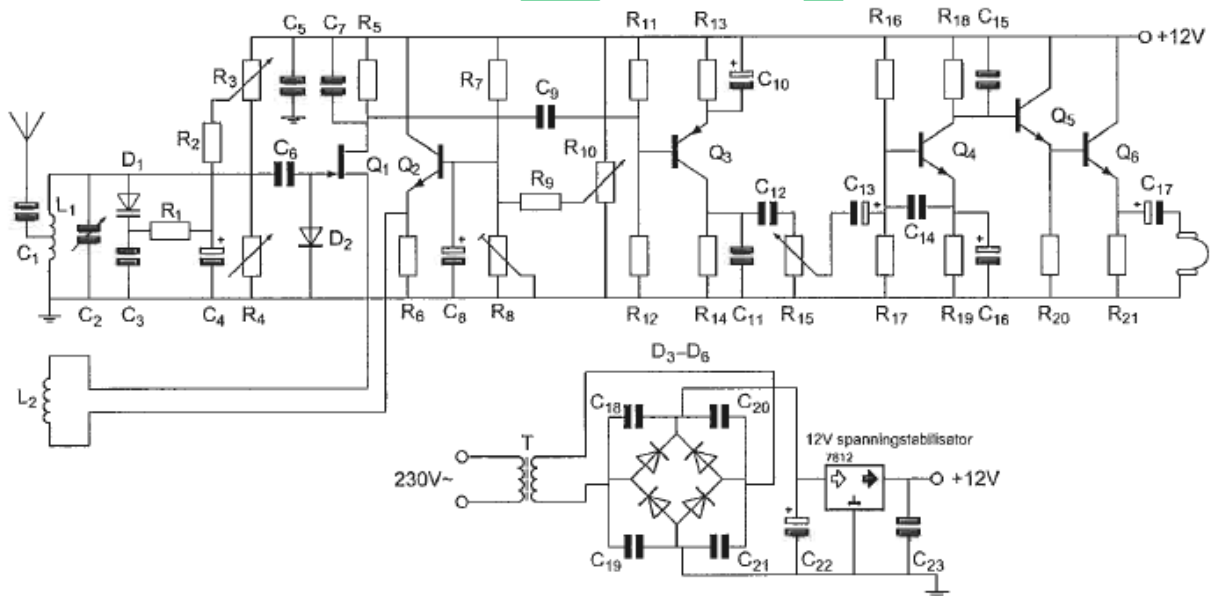 C5 C7 R5 R11 R13 R16 R18 C15
+12V
R3 R7 C9 + C10
R2 Q5
D1 C6 Q1 Q2 R10 Q3 Q4 Q6
R9 C12 C13 C17
L1 R1 + D2 + + + +
C1 C14
C2 C3 C4 R4 R6 C8 R8 R12 R14 C11 R15 R17 R19 C16 R20 R21
D3–D6
L2 C18 C20
T 12V spanningstabilisator
7812
230V~ +12V
+
C19 C21 C22 C23